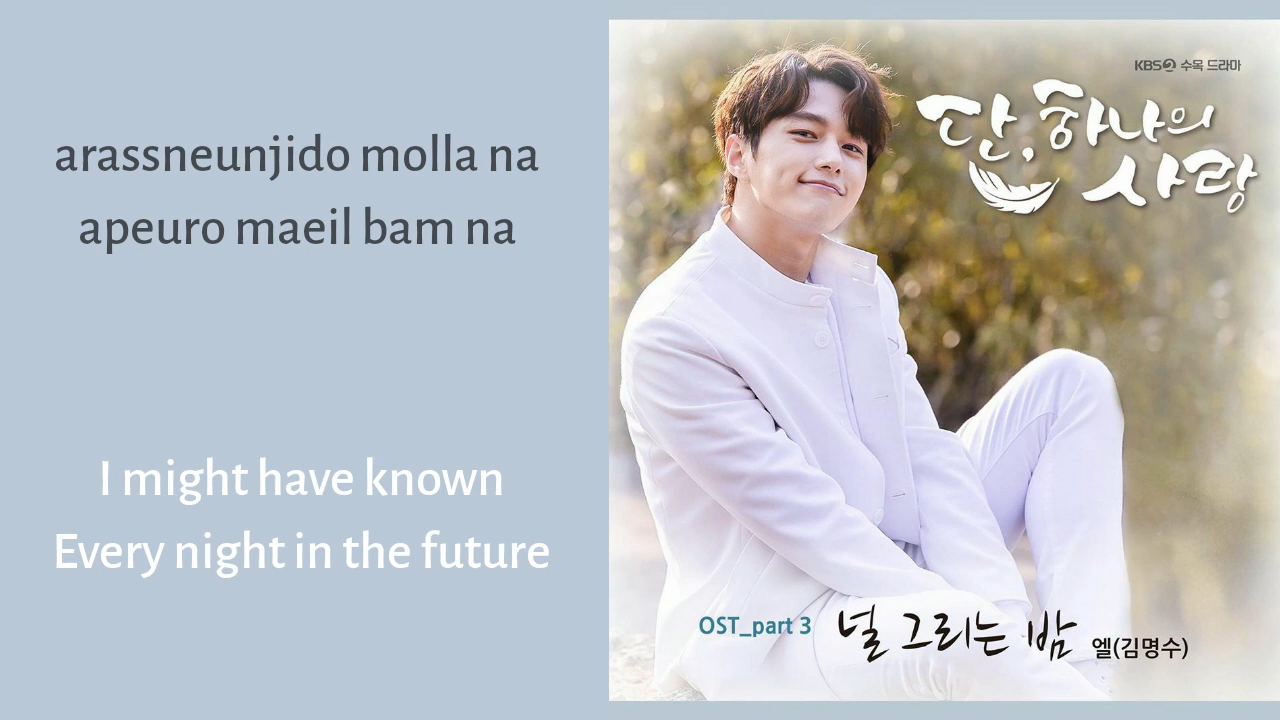 arassneunjido molla na
apeuro maeil bam na
I might have known
Every night in the future
KBS2 수목 드라마
단, 하나의
사랑
OST_part 3 널 그리는 밤 엘(김명수)